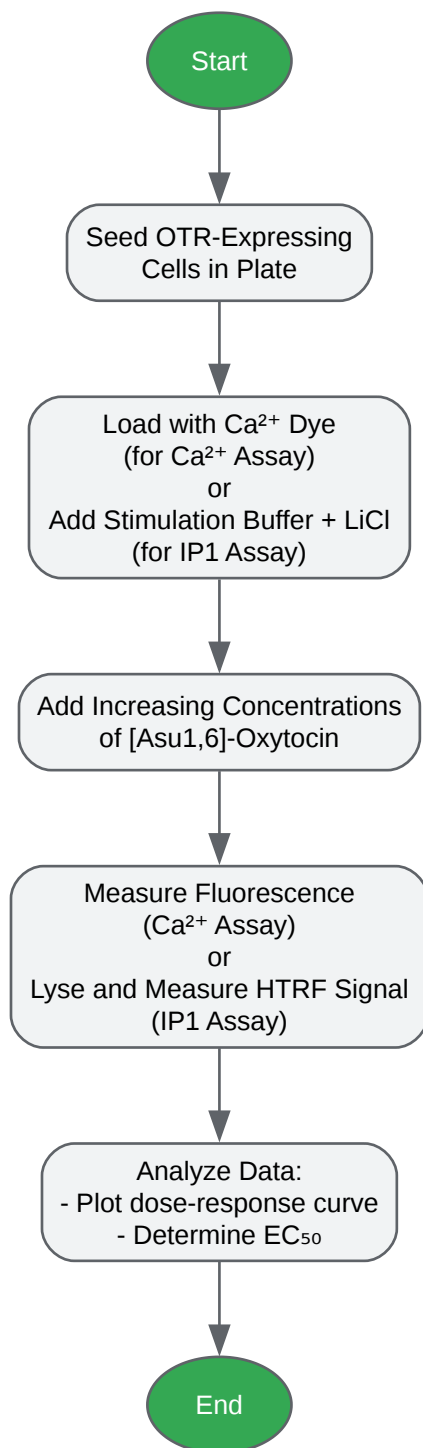 Start
Seed OTR-Expressing
Cells in Plate
Load with Ca²⁺ Dye
(for Ca²⁺ Assay)
or
Add Stimulation Buffer + LiCl
(for IP1 Assay)
Add Increasing Concentrations
of [Asu1,6]-Oxytocin
Measure Fluorescence
(Ca²⁺ Assay)
or
Lyse and Measure HTRF Signal
(IP1 Assay)
Analyze Data:
- Plot dose-response curve
- Determine EC₅₀
End